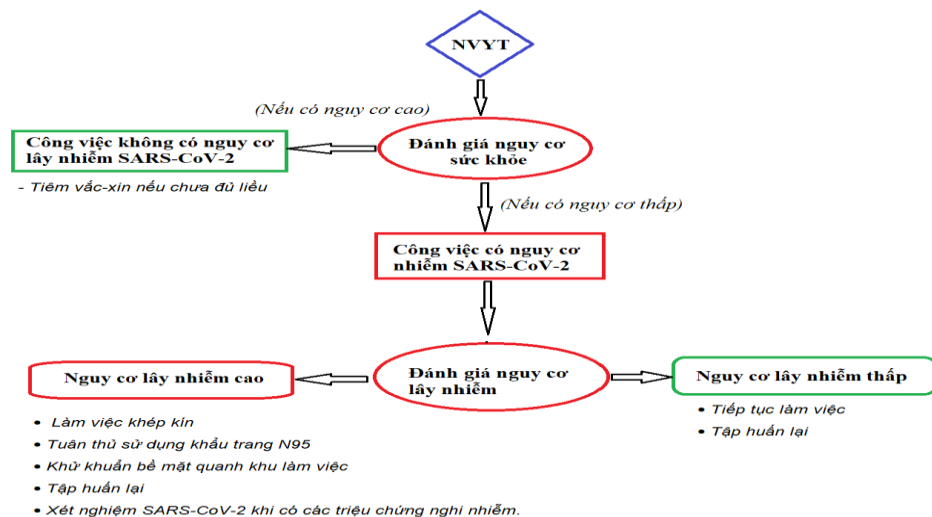 NVYT
(Nếu có nguy cơ cao)
Đánh giá nguy cơ
sức khỏe
Công việc không có nguy cơ
lây nhiễm SARS-CoV-2
- Tiêm vắc-xin nếu chưa đủ liều
(Nếu có nguy cơ thấp)
Công việc có nguy cơ
nhiễm SARS-CoV-2
Đánh giá nguy cơ
lây nhiễm
Nguy cơ lây nhiễm cao
• Làm việc khép kín
• Tuân thủ sử dụng khẩu trang N95
• Khử khuẩn bề mặt quanh khu làm việc
• Tập huấn lại
• Xét nghiệm SARS-CoV-2 khi có các triệu chứng nghi nhiễm.
Nguy cơ lây nhiễm thấp
• Tiếp tục làm việc
• Tập huấn lại